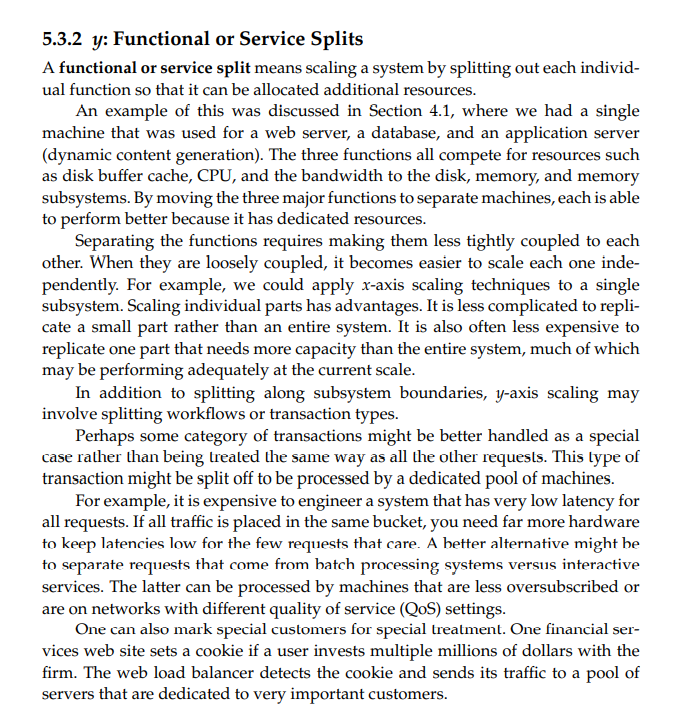 5.3.2 y: Functional or Service Splits
A functional or service split means scaling a system by splitting out each individ-
ual function so that it can be allocated additional resources.
An example of this was discussed in Section 4.1, where we had a single
machine that was used for a web server, a database, and an application server
(dynamic content generation). The three functions all compete for resources such
as disk buffer cache, CPU, and the bandwidth to the disk, memory, and memory
subsystems. By moving the three major functions to separate machines, each is able
to perform better because it has dedicated resources.
Separating the functions requires making them less tightly coupled to each
other. When they are loosely coupled, it becomes easier to scale each one inde-
pendently. For example, we could apply x-axis scaling techniques to a single
subsystem. Scaling individual parts has advantages. It is less complicated to repli-
cate a small part rather than an entire system. It is also often less expensive to
replicate one part that needs more capacity than the entire system, much of which
may be performing adequately at the current scale.
In addition to splitting along subsystem boundaries, y-axis scaling may
involve splitting workflows or transaction types.
Perhaps some category of transactions might be better handled as a special
case rather than being treated the same way as all the other requests. This type of
transaction might be split off to be processed by a dedicated pool of machines.
For example, it is expensive to engineer a system that has very low latency for
all requests. If all traffic is placed in the same bucket, you need far more hardware
to keep latencies low for the few requests that care. A better alternative might be
to separate requests that come from batch processing systems versus interactive
services. The latter can be processed by machines that are less oversubscribed or
are on networks with different quality of service (QoS) settings.
One can also mark special customers for special treatment. One financial ser-
vices web site sets a cookie if a user invests multiple millions of dollars with the
firm. The web load balancer detects the cookie and sends its traffic to a pool of
servers that are dedicated to very important customers.